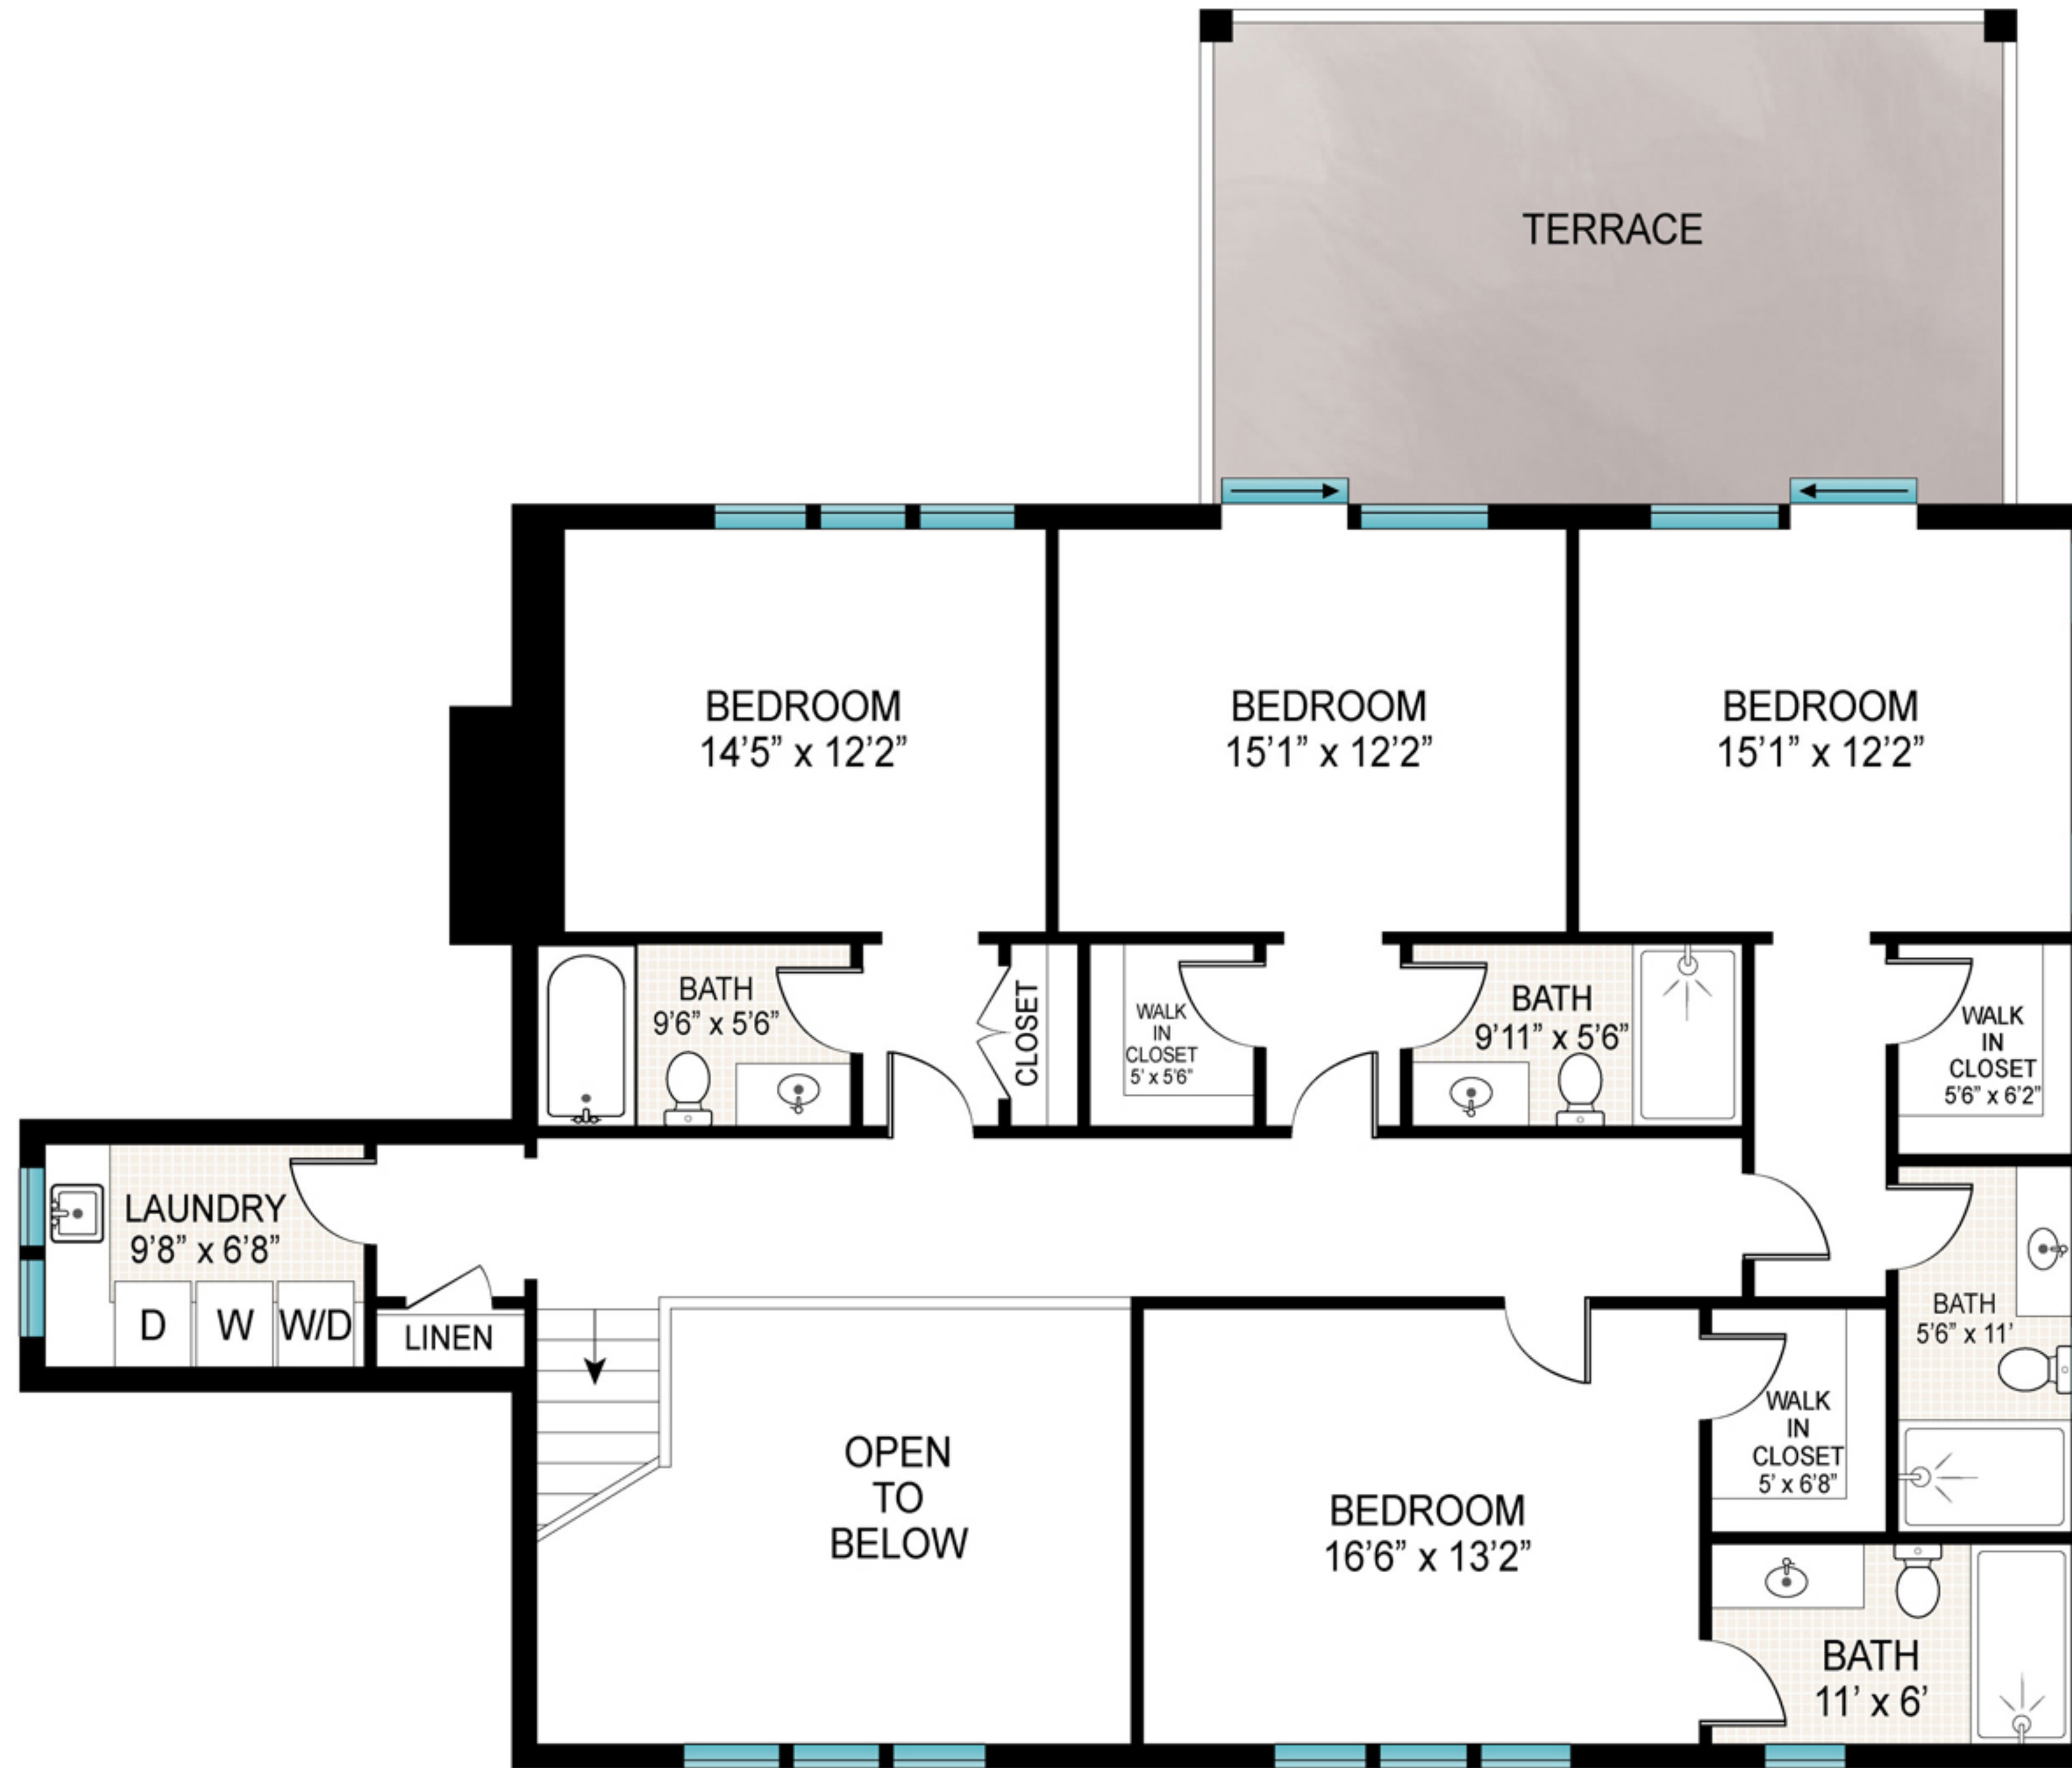 TERRACE
BEDROOM
14’5” x 12’2”
BEDROOM
15’1” x 12’2”
BEDROOM
15’1” x 12’2”
BATH
9’6” x 5’6”
CLOSET
WALK
IN
CLOSET
5’ x 5’6”
BATH
9’11” x 5’6”
WALK
IN
CLOSET
5’6” x 6’2”
LAUNDRY
9’8” x 6’8”
D
W
W/D
LINEN
BATH
5’6” x 11’
OPEN
TO
BELOW
BEDROOM
16’6” x 13’2”
WALK
IN
CLOSET
5’ x 6’8”
BATH
11’ x 6’